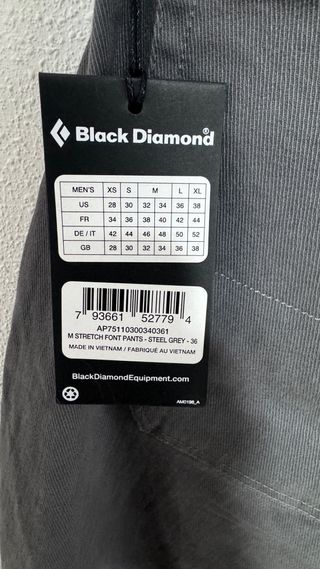 Black Diamond®
MEN'S XS S M L XL
US 28 30 32 34 36 38
FR 34 36 38 40 42 44
DE / IT 42 44 46 48 50 52
GB 28 30 32 34 36 38
7 93661 52779 4
AP75110300340361
M STRETCH FONT PANTS - STEEL GREY - 36
MADE IN VIETNAM / FABRIQUÉ AU VIETNAM
BlackDiamondEquipment.com
AM0198_A